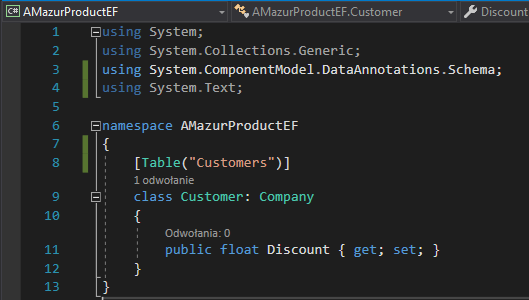 C# AMazurProductEF AMazurProductEF.Customer Discount
1 using System;
2 using System.Collections.Generic;
3 using System.ComponentModel.DataAnnotations.Schema;
4 using System.Text;
5
6 namespace AMazurProductEF
7 {
8 [Table("Customers")]
1 odwołanie
9 class Customer: Company
10 {
Odwołania: 0
11 public float Discount { get; set; }
12 }
13 }